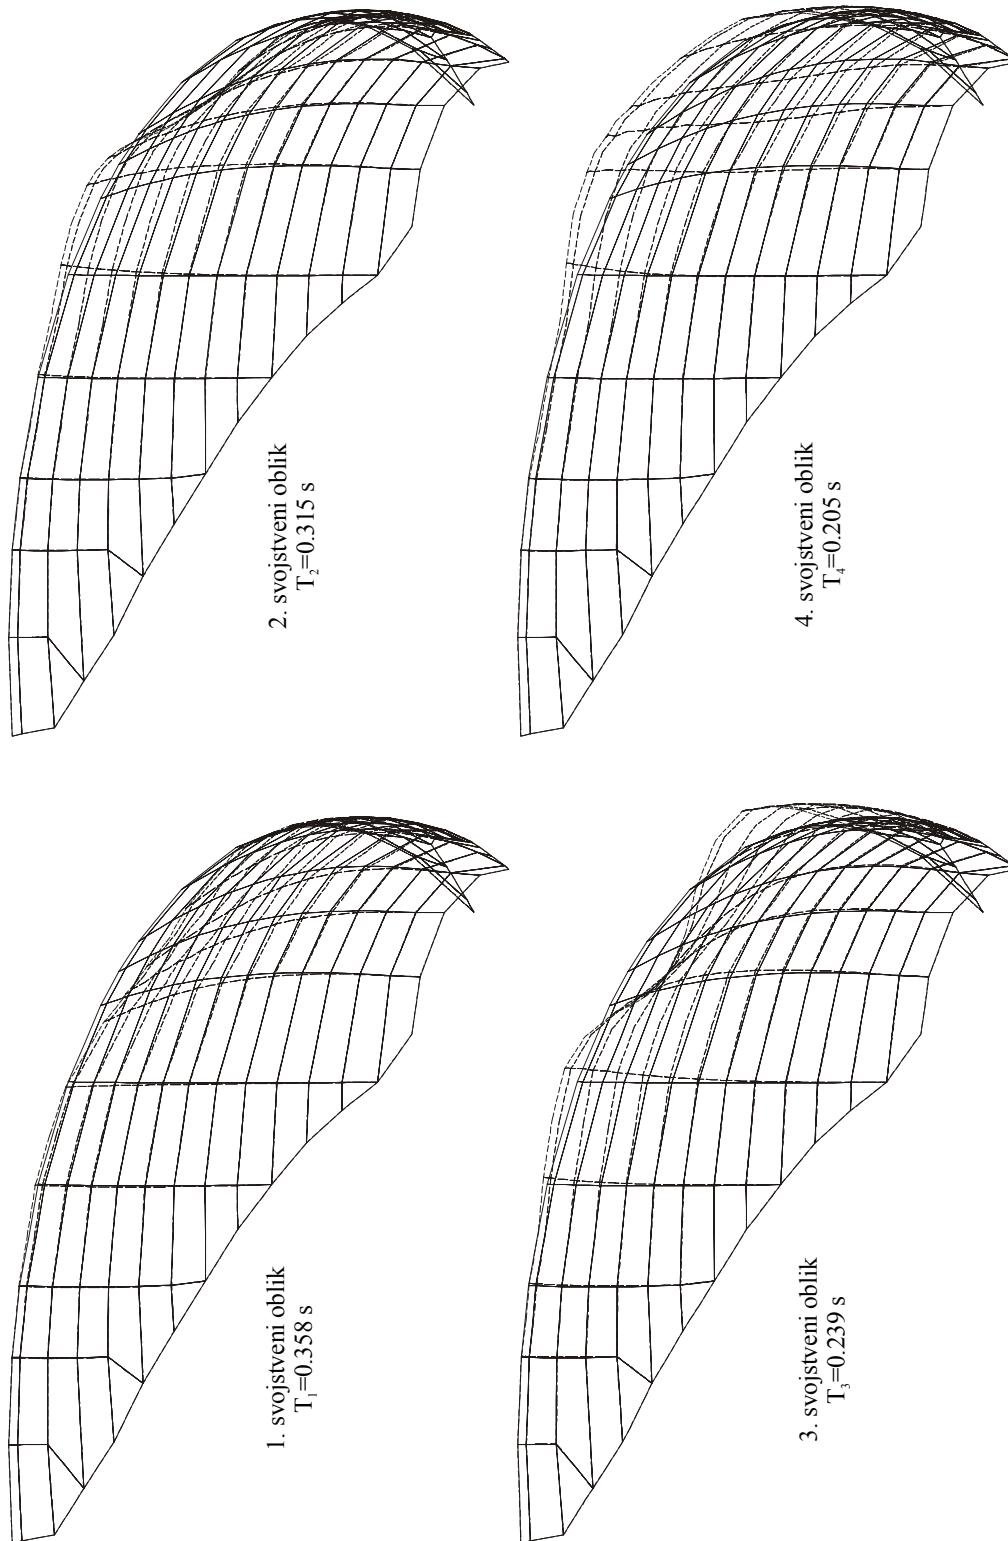 1. svojstveni oblik
T₁=0.358 s
2. svojstveni oblik
T₂=0.315 s
3. svojstveni oblik
T₃=0.239 s
4. svojstveni oblik
T₄=0.205 s